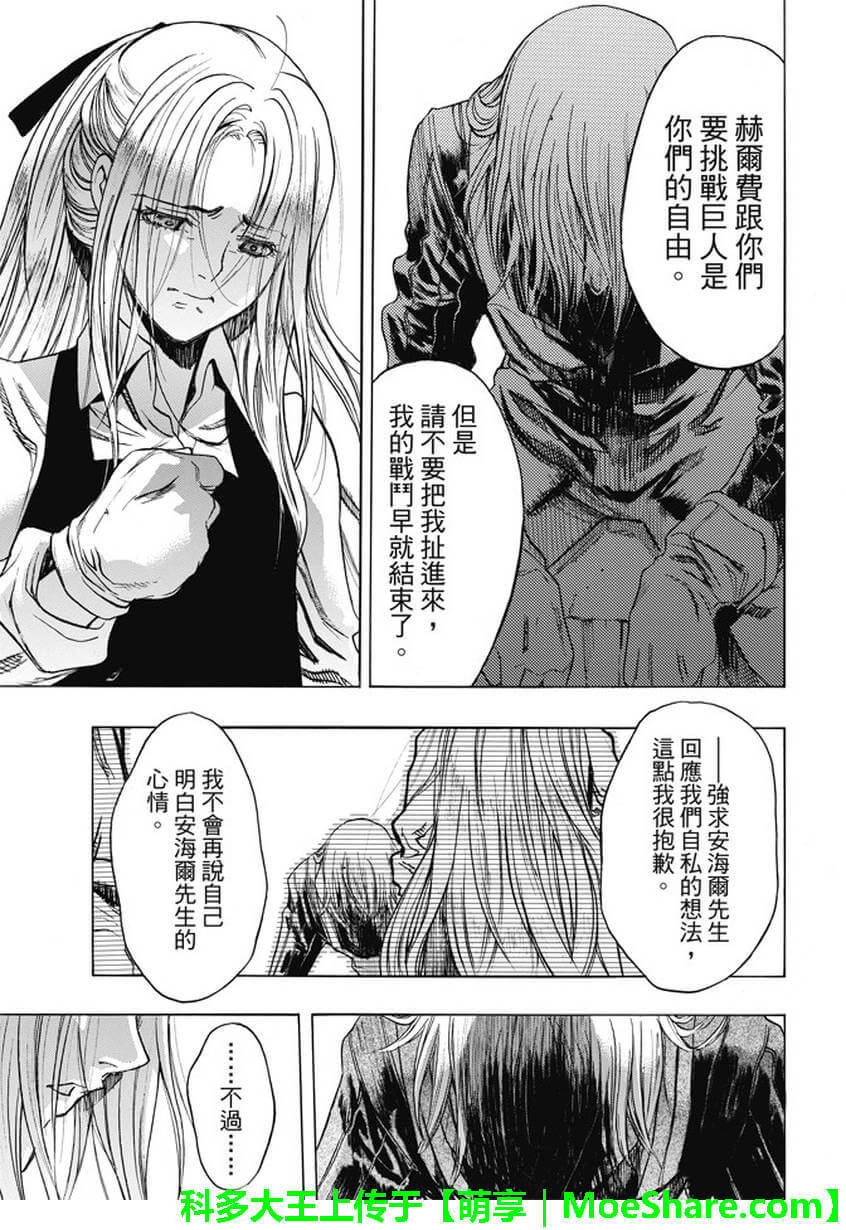 赫爾費跟你們
要挑戰巨人是
你們的自由。
但是
請不要把我扯進來，
我的戰鬥早就結束了。
──強求安海爾先生
回應我們自私的想法，
這點我很抱歉。
我不會再說自己
明白安海爾先生的
心情。
……不過……
科多大王上传于【萌享｜MoeShare.com】